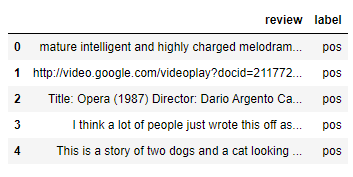 review label
0 mature intelligent and highly charged melodram... pos
1 http://video.google.com/videoplay?docid=211772... pos
2 Title: Opera (1987) Director: Dario Argento Ca... pos
3 I think a lot of people just wrote this off as... pos
4 This is a story of two dogs and a cat looking ... pos